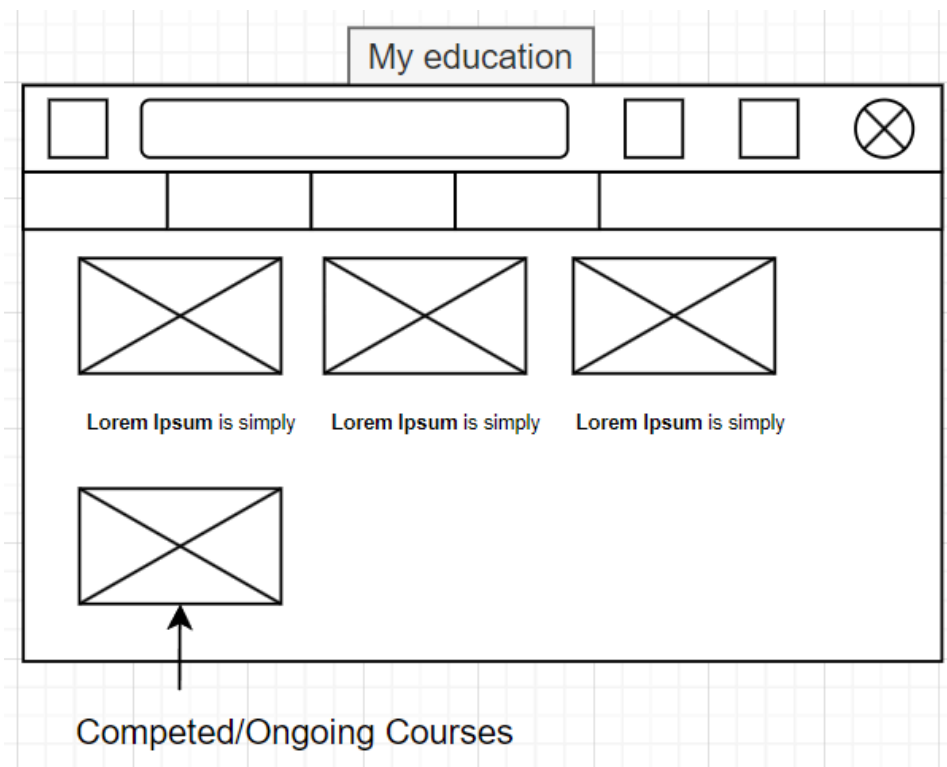 My education
Lorem Ipsum is simply Lorem Ipsum is simply Lorem Ipsum is simply
Competed/Ongoing Courses